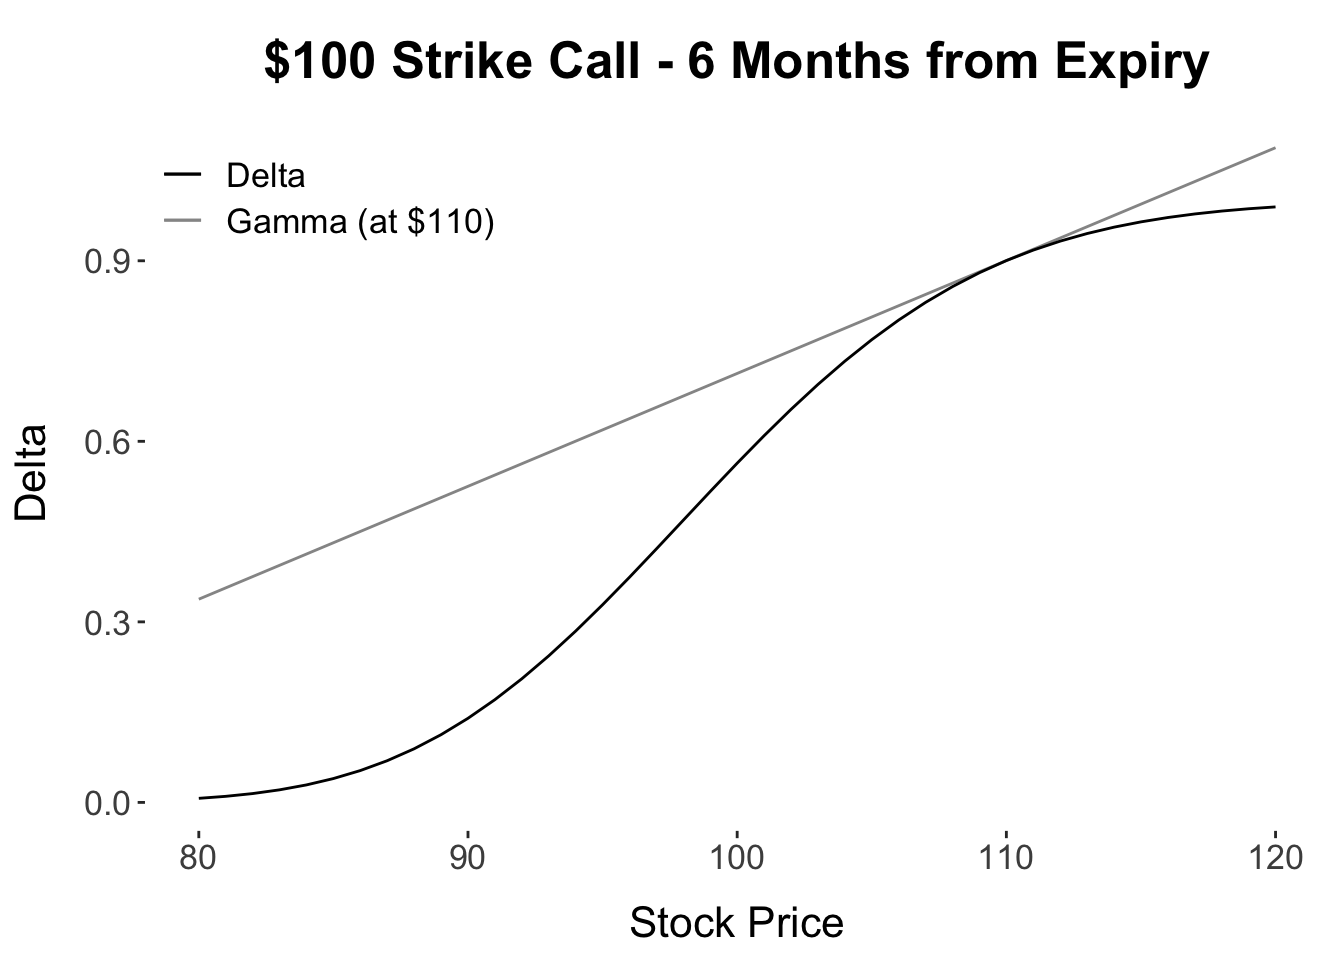 $100 Strike Call - 6 Months from Expiry
Delta
Gamma (at $110)
0.9
0.6
0.3
0.0
Delta
80 90 100 110 120
Stock Price